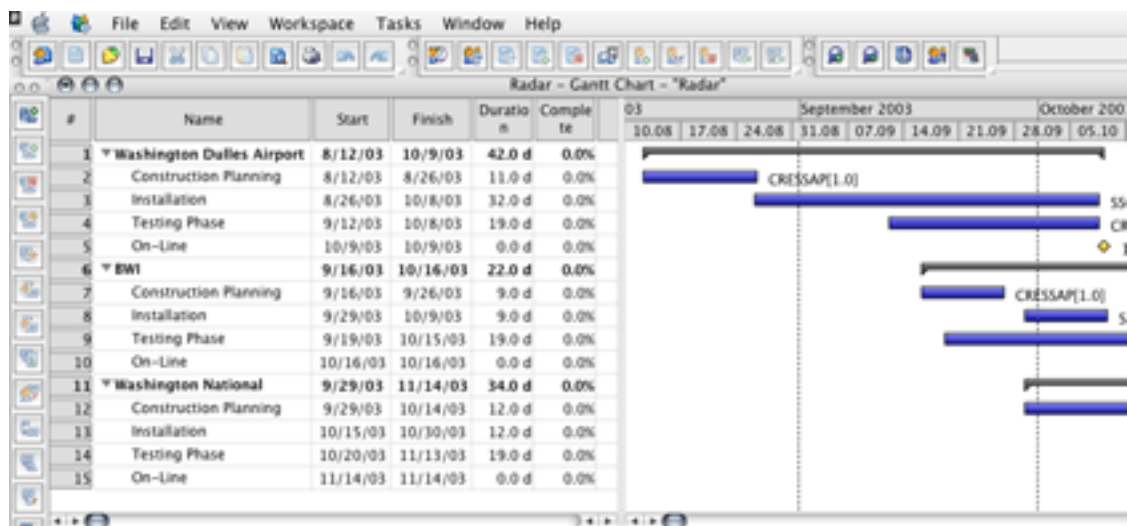 File Edit View Workspace Tasks Window Help
Radar - Gantt Chart - "Radar"
# Name Start Finish Duratio n Comple te 03 September 2003 October 200
10.08 17.08 24.08 31.08 07.09 14.09 21.09 28.09 05.10
1 Washington Dulles Airport 8/12/03 10/9/03 42.0 d 0.0%
2 Construction Planning 8/12/03 8/26/03 11.0 d 0.0% CRESSAP[1.0]
3 Installation 8/26/03 10/8/03 32.0 d 0.0% SS
4 Testing Phase 9/12/03 10/8/03 19.0 d 0.0% CR
5 On-Line 10/9/03 10/9/03 0.0 d 0.0%
6 BWI 9/16/03 10/16/03 22.0 d 0.0%
7 Construction Planning 9/16/03 9/26/03 9.0 d 0.0% CRESSAP[1.0]
8 Installation 9/29/03 10/9/03 9.0 d 0.0% S
9 Testing Phase 9/19/03 10/15/03 19.0 d 0.0%
10 On-Line 10/16/03 10/16/03 0.0 d 0.0%
11 Washington National 9/29/03 11/14/03 34.0 d 0.0%
12 Construction Planning 9/29/03 10/14/03 12.0 d 0.0%
13 Installation 10/15/03 10/30/03 12.0 d 0.0%
14 Testing Phase 10/20/03 11/13/03 19.0 d 0.0%
15 On-Line 11/14/03 11/14/03 0.0 d 0.0%